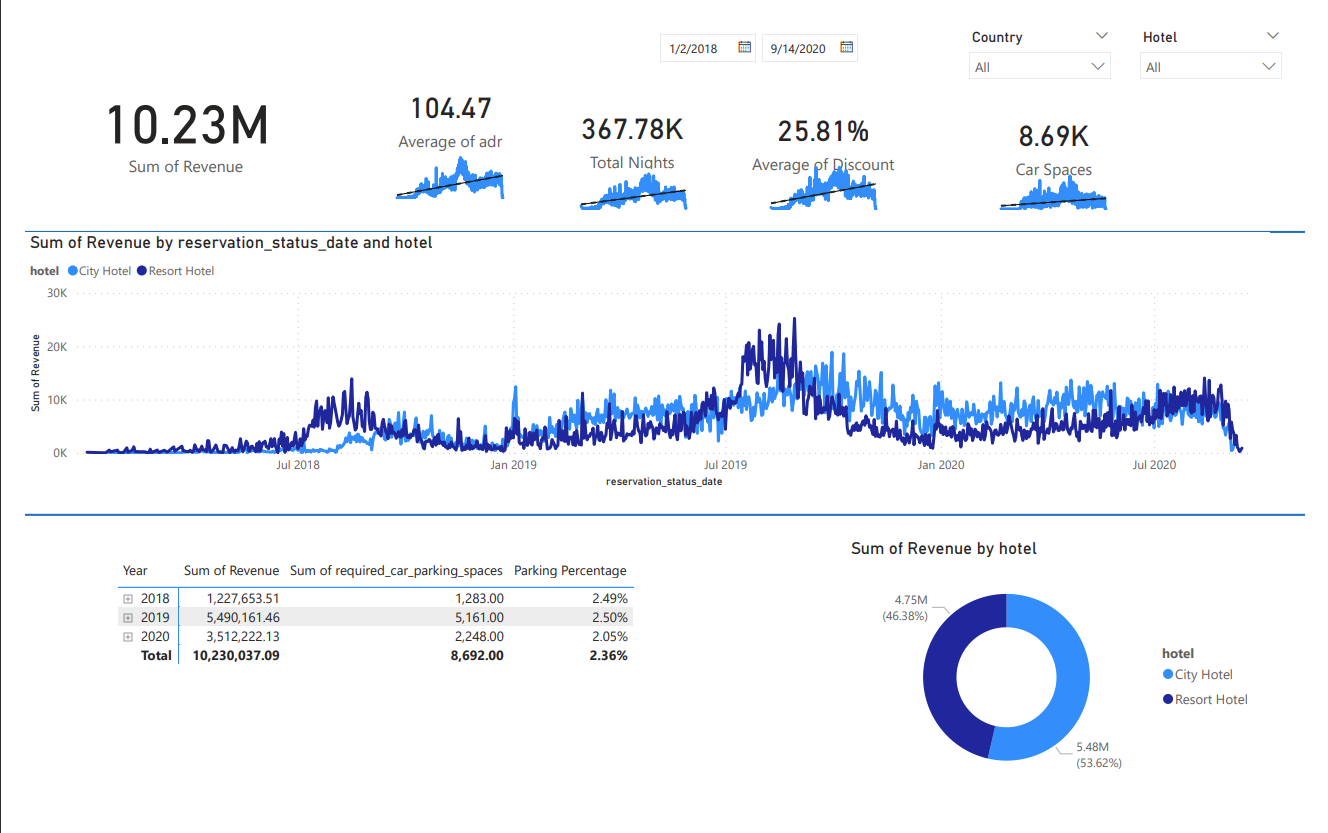 1/2/2018 9/14/2020
Country
All
Hotel
All
10.23M
Sum of Revenue
104.47
Average of adr
367.78K
Total Nights
25.81%
Average of Discount
8.69K
Car Spaces
Sum of Revenue by reservation_status_date and hotel
hotel City Hotel Resort Hotel
Sum of Revenue
30K
20K
10K
0K
Jul 2018 Jan 2019 Jul 2019 Jan 2020 Jul 2020
reservation_status_date
Year Sum of Revenue Sum of required_car_parking_spaces Parking Percentage
2018 1,227,653.51 1,283.00 2.49%
2019 5,490,161.46 5,161.00 2.50%
2020 3,512,222.13 2,248.00 2.05%
Total 10,230,037.09 8,692.00 2.36%
Sum of Revenue by hotel
4.75M
(46.38%)
5.48M
(53.62%)
hotel
City Hotel
Resort Hotel